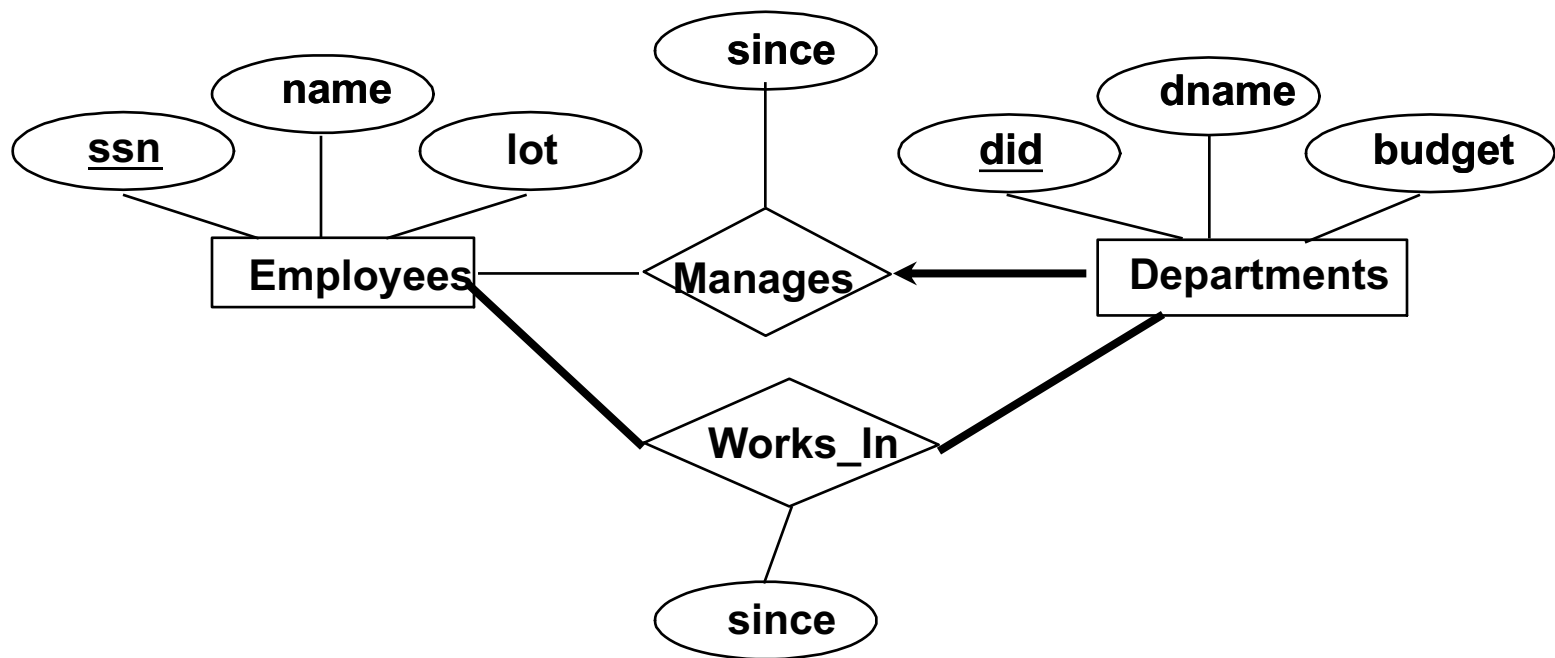 since
name
dname
ssn
lot
did
budget
Employees
Manages
Departments
Works_In
since